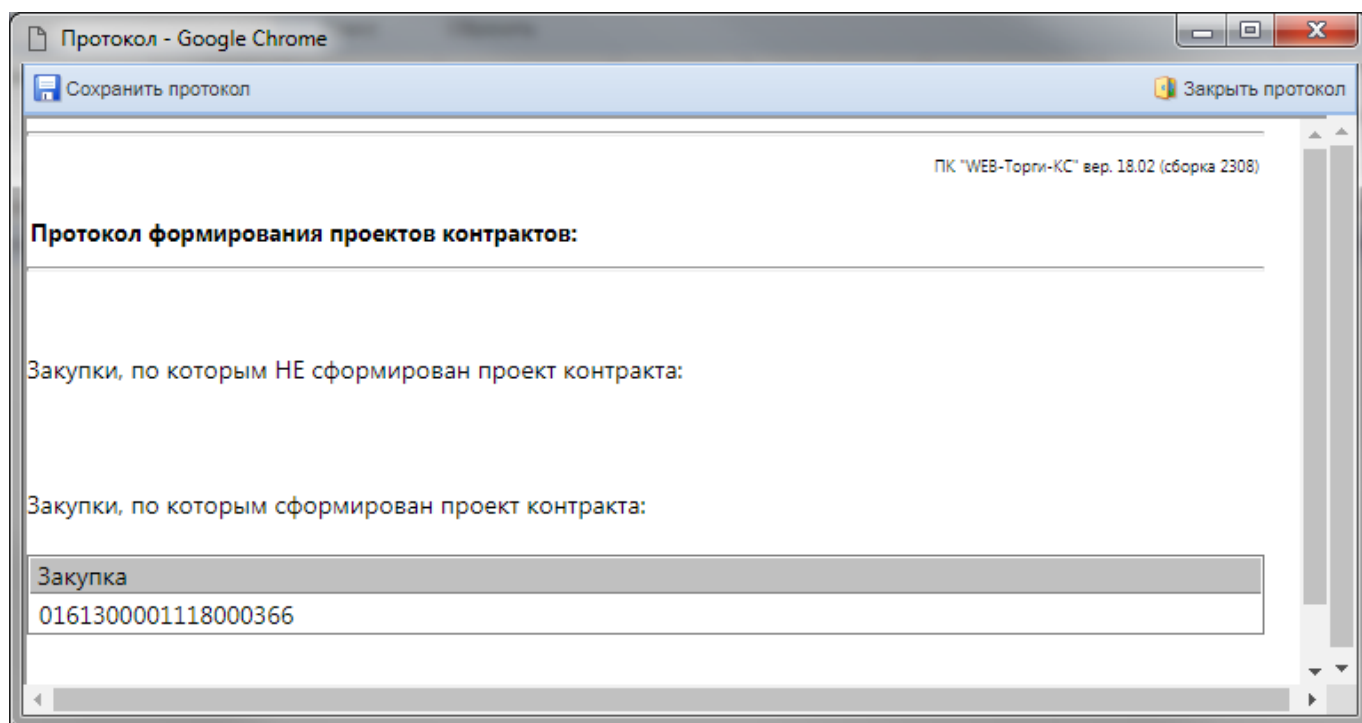 Протокол - Google Chrome
Сохранить протокол
Закрыть протокол
ПК "WEB-Торги-КС" вер. 18.02 (сборка 2308)
Протокол формирования проектов контрактов:
Закупки, по которым НЕ сформирован проект контракта:
Закупки, по которым сформирован проект контракта:
Закупка
0161300001118000366